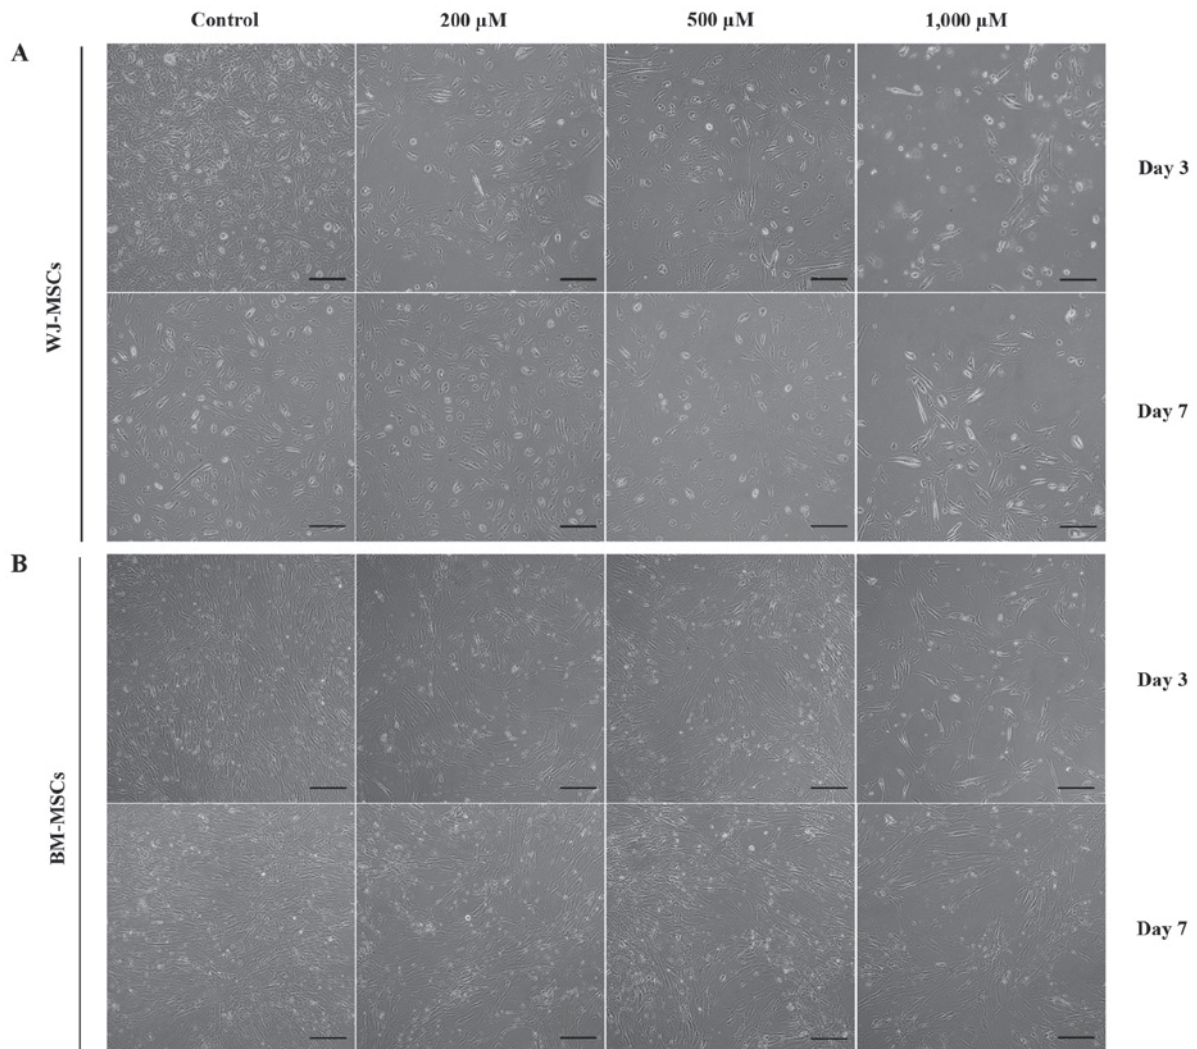 Control 200 µM 500 µM 1,000 µM
A
WJ-MSCs
Day 3
Day 7
B
BM-MSCs
Day 3
Day 7